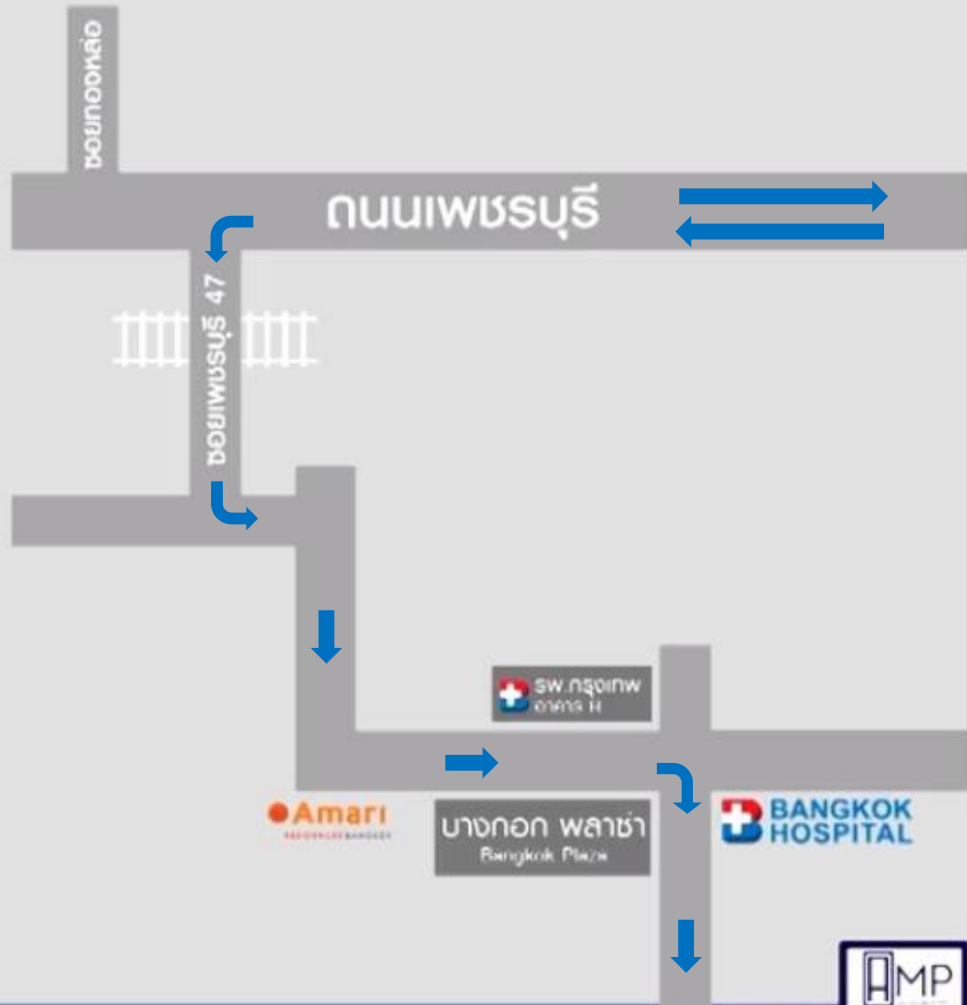 ซอยทองหล่อ
ถนนเพชรบุรี
ซอยเพชรบุรี 47
รพ.กรุงเทพ
อาคาร H
Amari
RESIDENCES BANGKOK
บางกอก พลาซ่า
Bangkok Plaza
BANGKOK
HOSPITAL
AMP